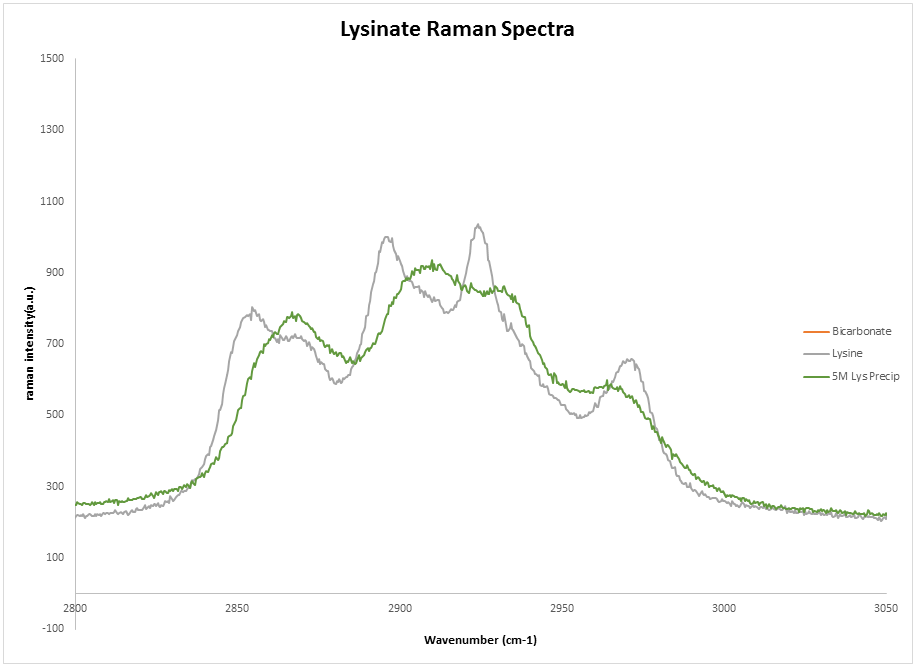 Lysinate Raman Spectra
1500
1300
1100
900
700
500
300
100
-100
raman intensity(a.u.)
2800 2850 2900 2950 3000 3050
Wavenumber (cm-1)
Bicarbonate
Lysine
5M Lys Precip